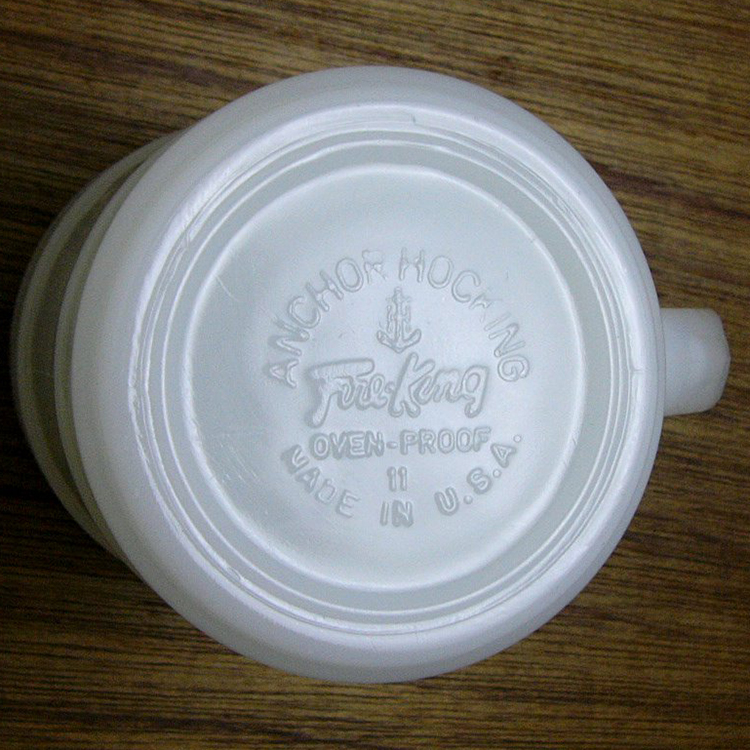 ANCHOR HOCKING
Fire-King
OVEN-PROOF
11
MADE IN U.S.A.